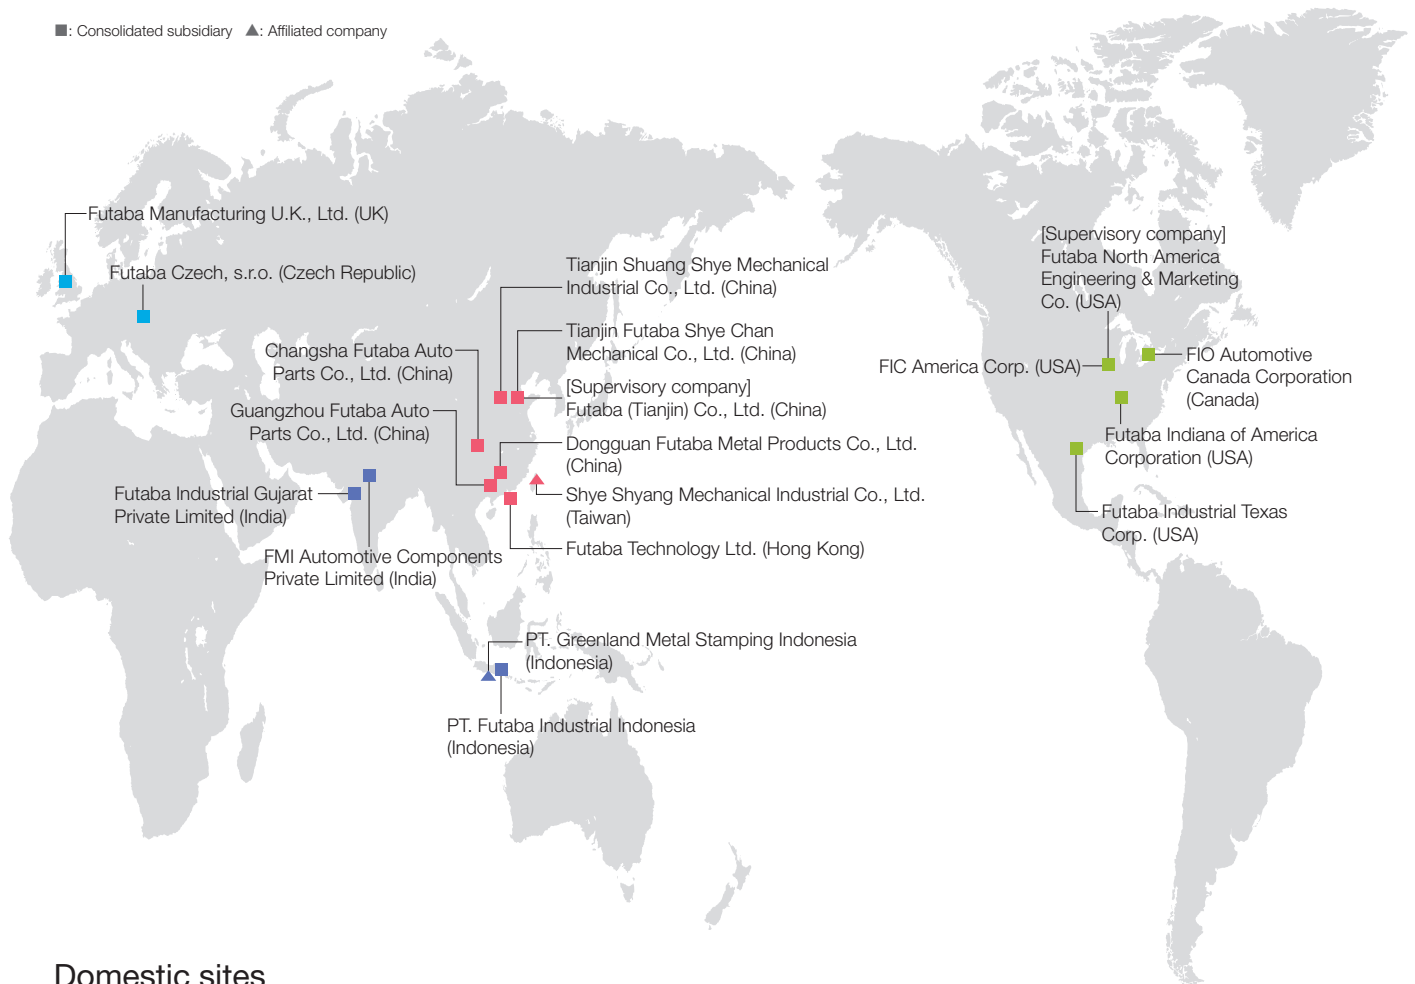 ■: Consolidated subsidiary ▲: Affiliated company
Futaba Manufacturing U.K., Ltd. (UK)
Futaba Czech, s.r.o. (Czech Republic)
Tianjin Shuang Shye Mechanical
Industrial Co., Ltd. (China)
Tianjin Futaba Shye Chan
Mechanical Co., Ltd. (China)
[Supervisory company]
Futaba (Tianjin) Co., Ltd. (China)
Changsha Futaba Auto
Parts Co., Ltd. (China)
Guangzhou Futaba Auto
Parts Co., Ltd. (China)
Dongguan Futaba Metal Products Co., Ltd.
(China)
Shye Shyang Mechanical Industrial Co., Ltd.
(Taiwan)
Futaba Technology Ltd. (Hong Kong)
Futaba Industrial Gujarat
Private Limited (India)
FMI Automotive Components
Private Limited (India)
PT. Greenland Metal Stamping Indonesia
(Indonesia)
PT. Futaba Industrial Indonesia
(Indonesia)
[Supervisory company]
Futaba North America
Engineering & Marketing
Co. (USA)
FIC America Corp. (USA)
FIO Automotive
Canada Corporation
(Canada)
Futaba Indiana of America
Corporation (USA)
Futaba Industrial Texas
Corp. (USA)
Domestic sites